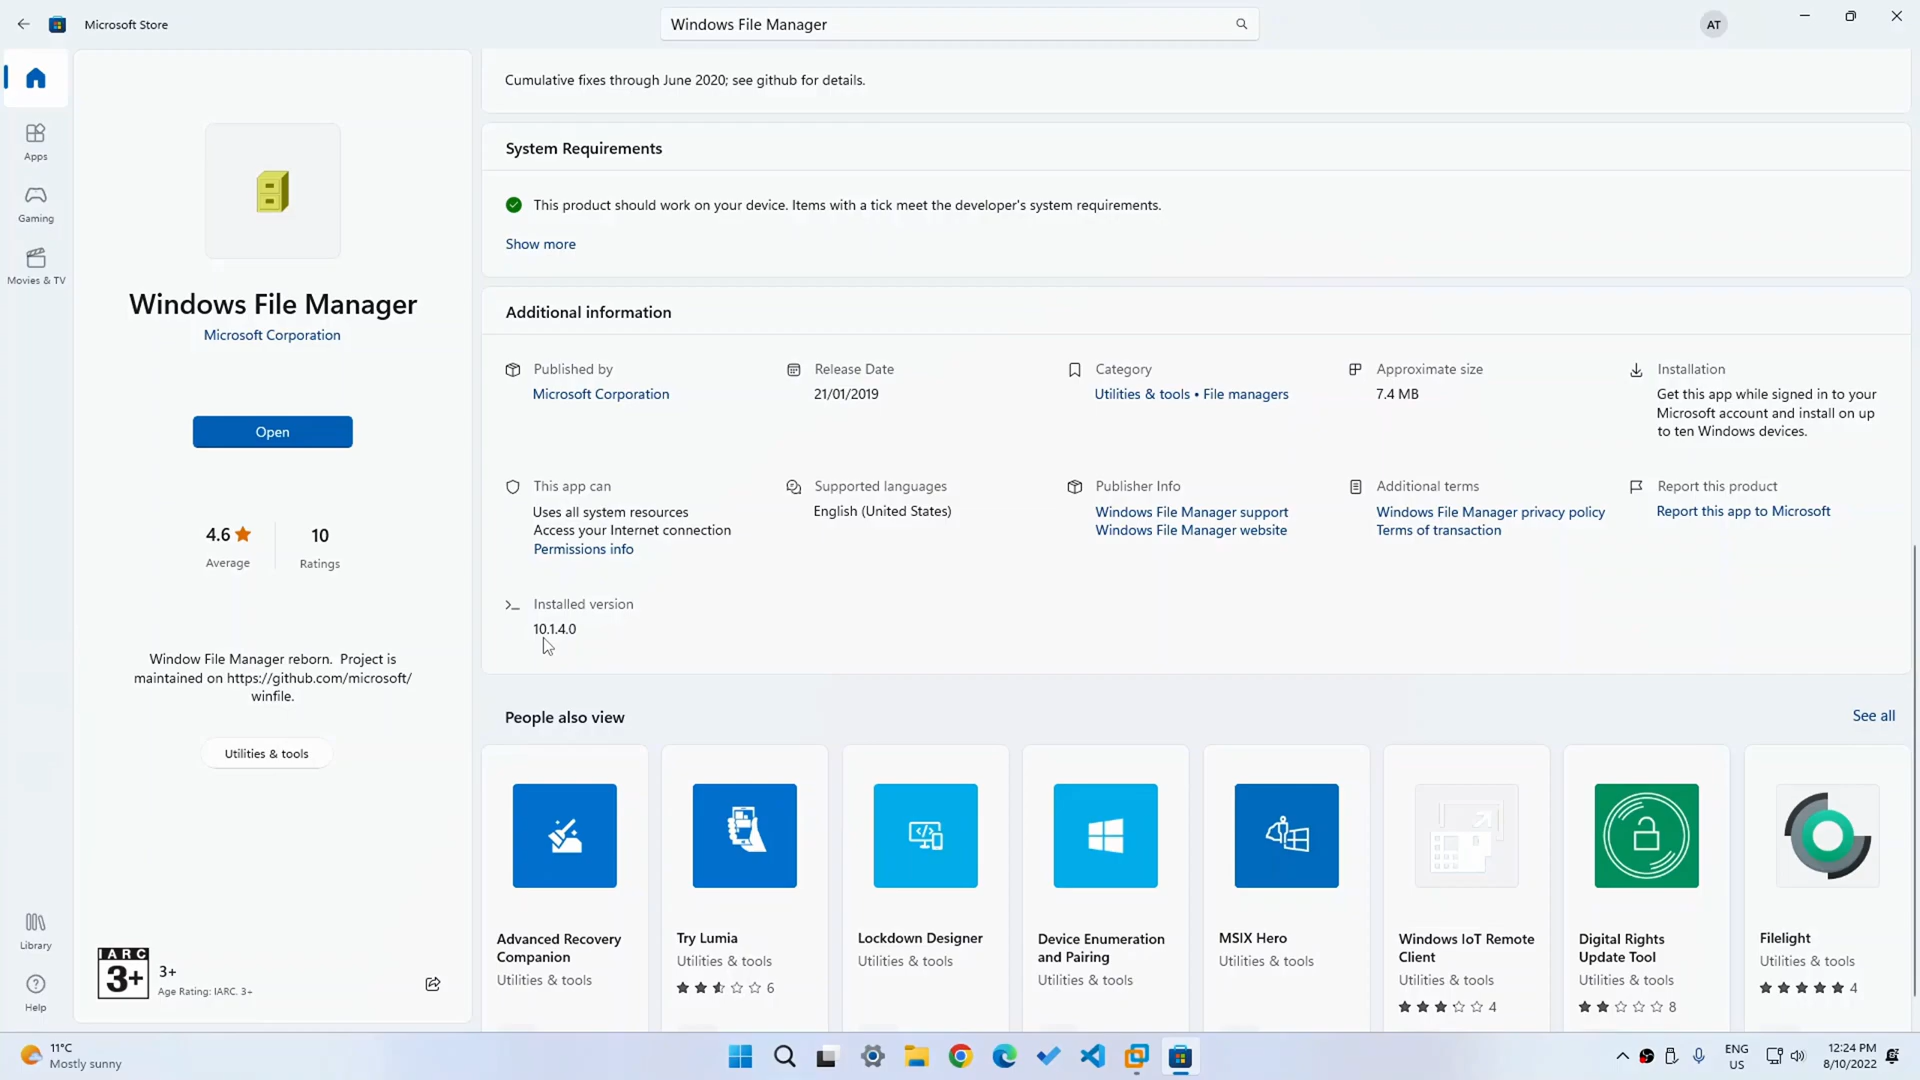 Microsoft Store
Windows File Manager
AT
Apps
Gaming
Movies & TV
Library
Help
Windows File Manager
Microsoft Corporation
Open
4.6
Average
10
Ratings
Window File Manager reborn. Project is
maintained on https://github.com/microsoft/
winfile.
Utilities & tools
IARC
3+
3+
Age Rating: IARC. 3+
Cumulative fixes through June 2020; see github for details.
System Requirements
This product should work on your device. Items with a tick meet the developer's system requirements.
Show more
Additional information
Published by
Microsoft Corporation
Release Date
21/01/2019
Category
Utilities & tools • File managers
Approximate size
7.4 MB
Installation
Get this app while signed in to your
Microsoft account and install on up
to ten Windows devices.
This app can
Uses all system resources
Access your Internet connection
Permissions info
Supported languages
English (United States)
Publisher Info
Windows File Manager support
Windows File Manager website
Additional terms
Windows File Manager privacy policy
Terms of transaction
Report this product
Report this app to Microsoft
Installed version
10.1.4.0
People also view
See all
Advanced Recovery
Companion
Utilities & tools
Try Lumia
Utilities & tools
6
Lockdown Designer
Utilities & tools
Device Enumeration
and Pairing
Utilities & tools
MSIX Hero
Utilities & tools
Windows IoT Remote
Client
Utilities & tools
4
Digital Rights
Update Tool
Utilities & tools
8
Filelight
Utilities & tools
4
11°C
Mostly sunny
ENG
US
12:24 PM
8/10/2022